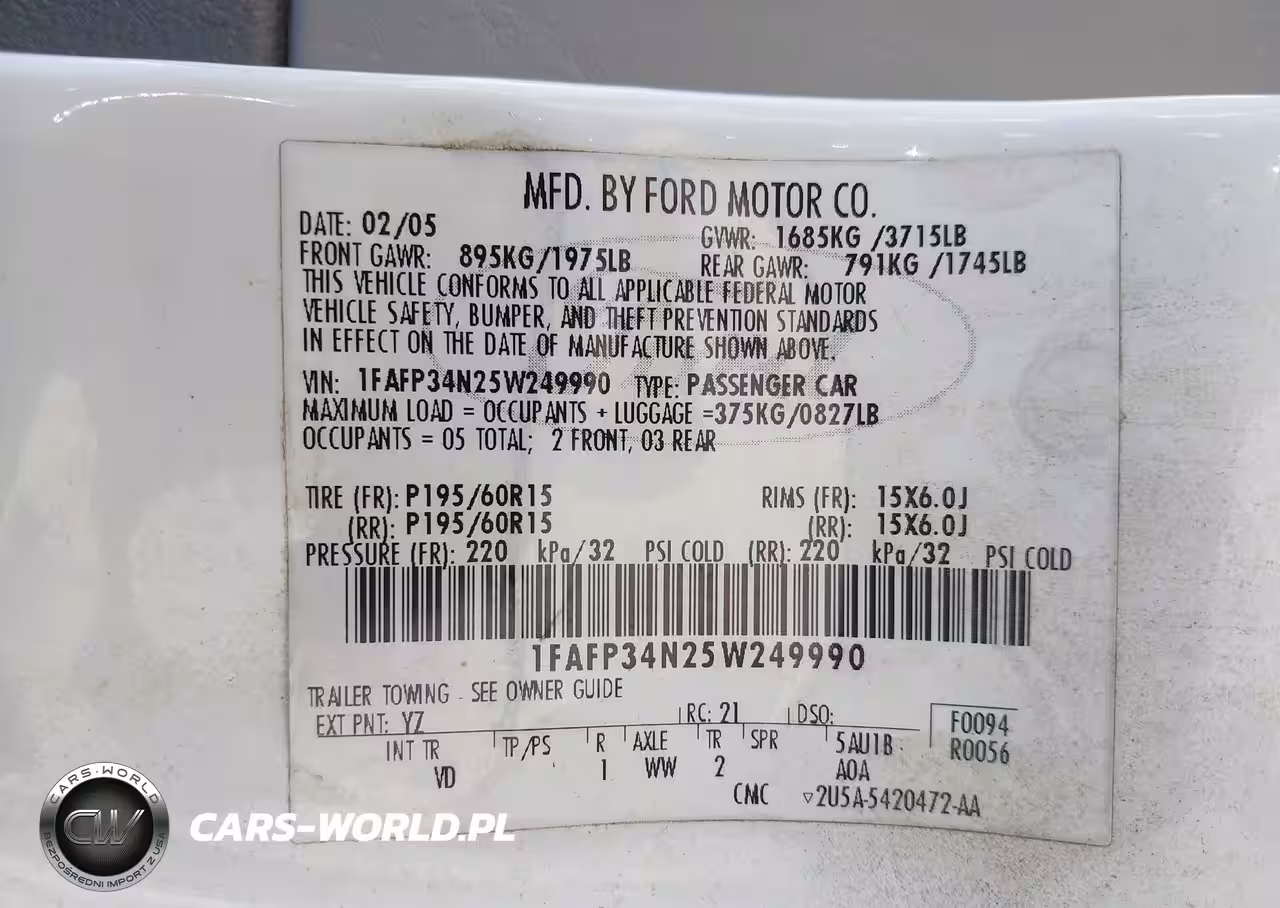 MFD. BY FORD MOTOR CO.
DATE: 02/05 GVWR: 1685KG /3715LB
FRONT GAWR: 895KG/1975LB REAR GAWR: 791KG /1745LB
THIS VEHICLE CONFORMS TO ALL APPLICABLE FEDERAL MOTOR
VEHICLE SAFETY, BUMPER, AND THEFT PREVENTION STANDARDS
IN EFFECT ON THE DATE OF MANUFACTURE SHOWN ABOVE.
VIN: 1FAFP34N25W249990 TYPE: PASSENGER CAR
MAXIMUM LOAD = OCCUPANTS + LUGGAGE =375KG/0827LB
OCCUPANTS = 05 TOTAL; 2 FRONT, 03 REAR
TIRE (FR): P195/60R15 RIMS (FR): 15X6.0J
(RR): P195/60R15 (RR): 15X6.0J
PRESSURE (FR): 220 kPa/32 PSI COLD (RR): 220 kPa/32 PSI COLD
1FAFP34N25W249990
TRAILER TOWING - SEE OWNER GUIDE
EXT PNT: YZ RC: 21 DSO: F0094
INT TR TP/PS R AXLE TR SPR 5AU1B R0056
VD 1 WW 2 A0A
CMC ▽2U5A-5420472-AA
CARS-WORLD
CW
BEZPOŚREDNI IMPORT Z USA
CARS-WORLD.PL